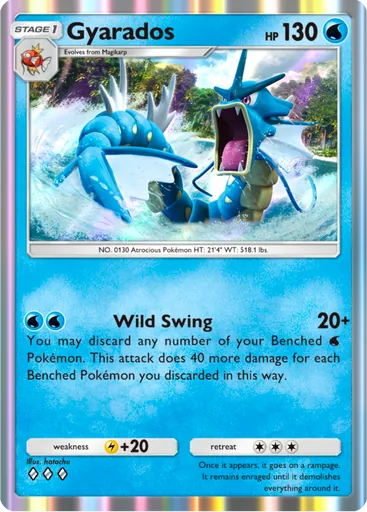 STAGE 1
Gyarados
HP 130
Evolves from Magikarp
NO. 0130 Atrocious Pokémon HT: 21'4" WT: 518.1 lbs.
Wild Swing 20+
You may discard any number of your Benched
Pokémon. This attack does 40 more damage for each
Benched Pokémon you discarded in this way.
weakness +20 retreat
Illus. hatachu
Once it appears, it goes on a rampage.
It remains enraged until it demolishes
everything around it.